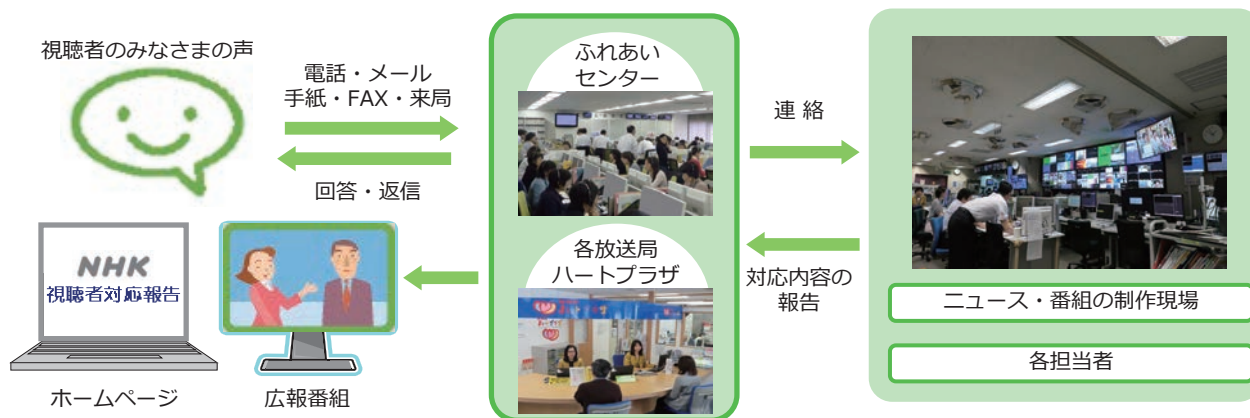 視聴者のみなさまの声
電話・メール
手紙・FAX・来局
回答・返信
ふれあい
センター
連 絡
各放送局
ハートプラザ
対応内容の
報告
ニュース・番組の制作現場
各担当者
NHK
視聴者対応報告
ホームページ
広報番組